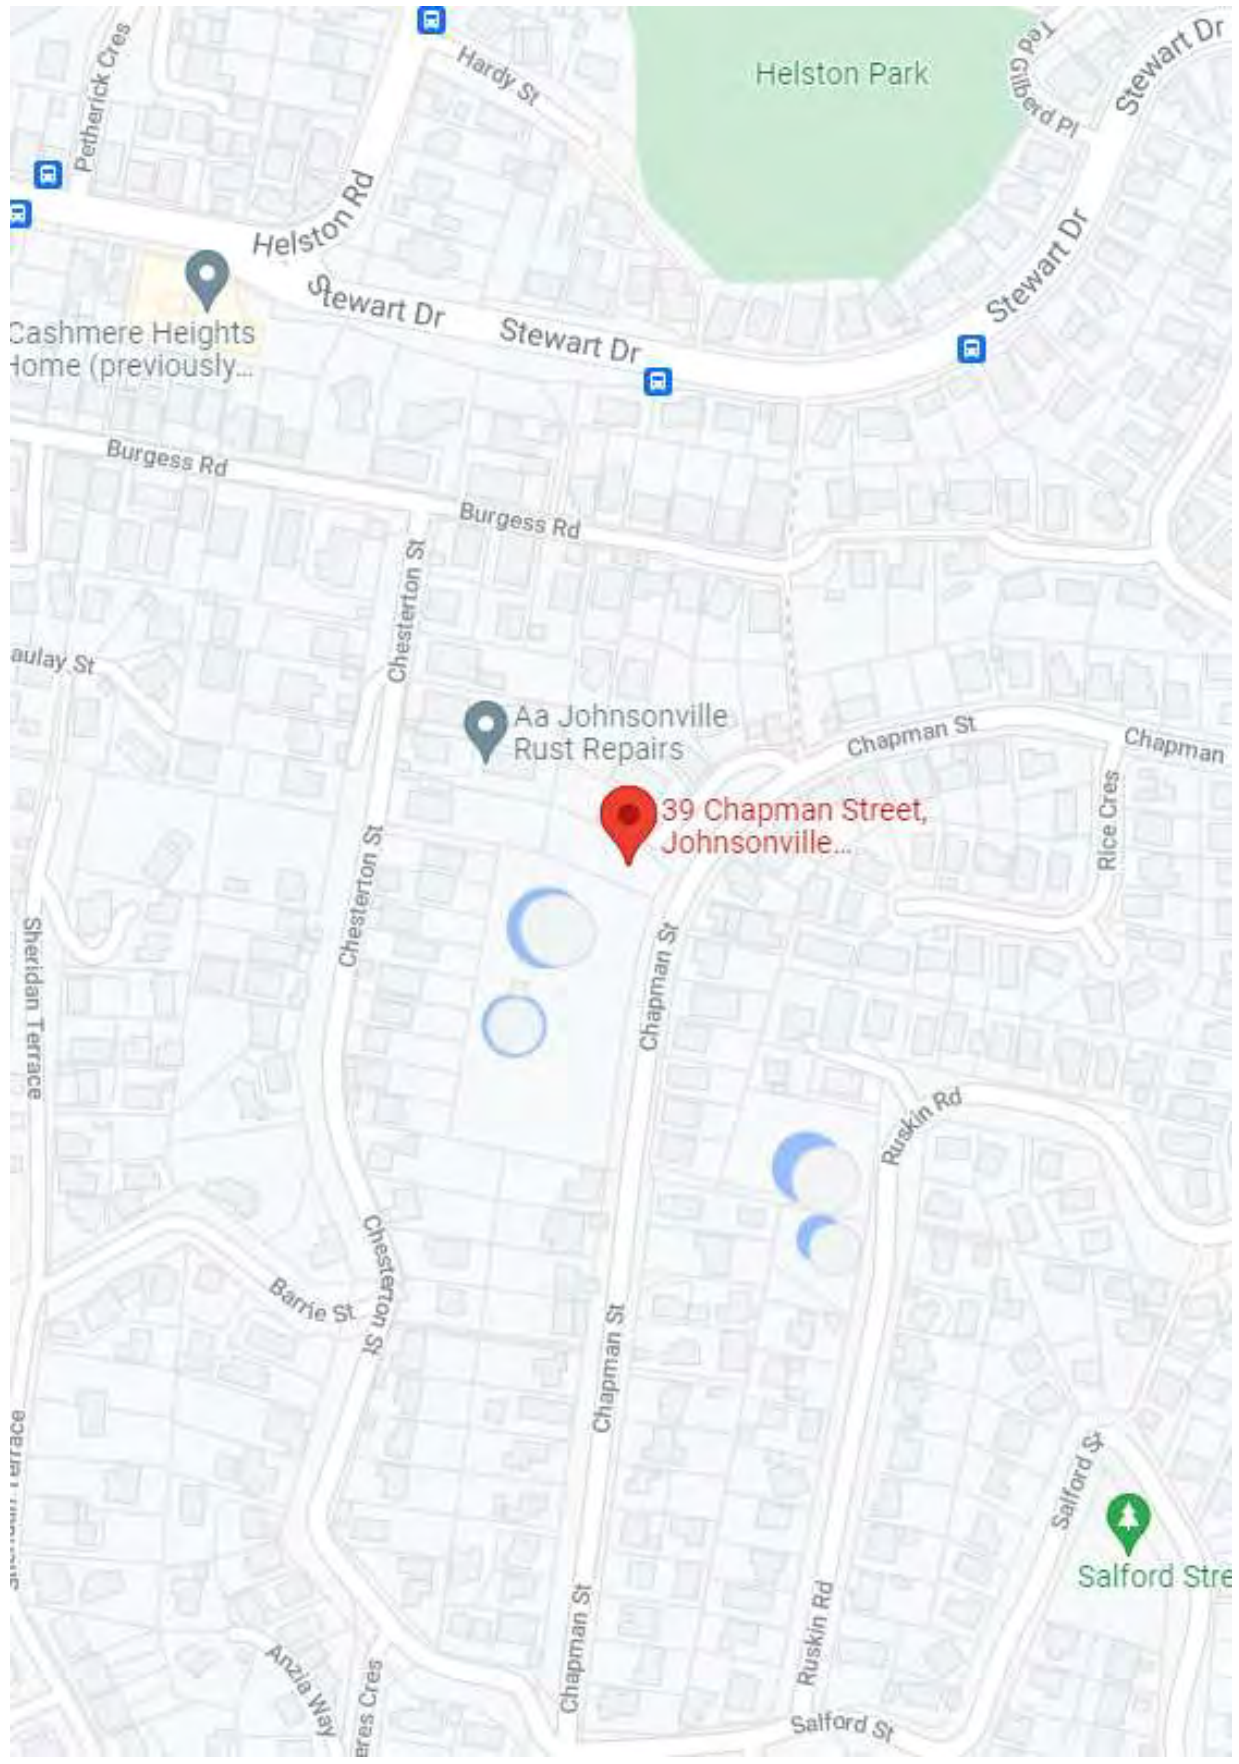 Petherick Cres
Hardy St
Helston Park
Ted Gilberd Pl
Stewart Dr
Helston Rd
Stewart Dr
Stewart Dr
Stewart Dr
Cashmere Heights
Home (previously...
Burgess Rd
Burgess Rd
Chesterton St
aulay St
Aa Johnsonville
Rust Repairs
Chapman St
Chapman
39 Chapman Street,
Johnsonville...
Rice Cres
Chesterton St
Sheridan Terrace
Chapman St
Ruskin Rd
Chesterton St
Barrie St
Chapman St
Salford St
Salford Stre
Chapman St
Ruskin Rd
Anzia Way
eres Cres
Salford St